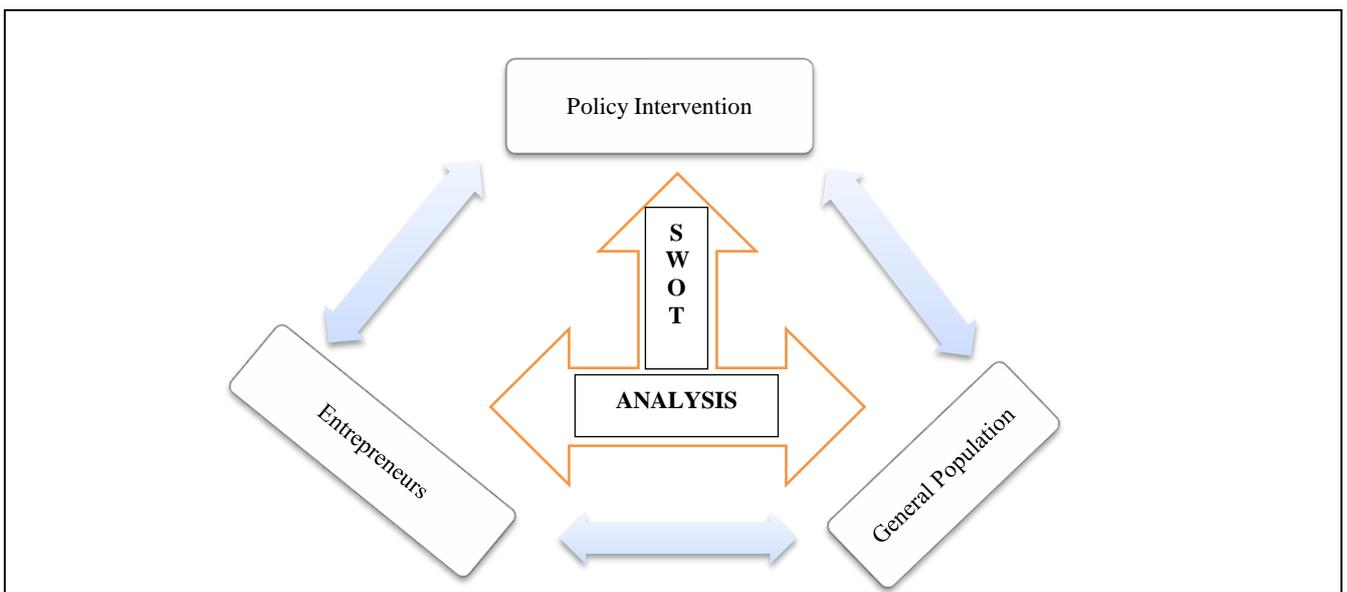 Policy Intervention
S
W
O
T
ANALYSIS
Entrepreneurs
General Population